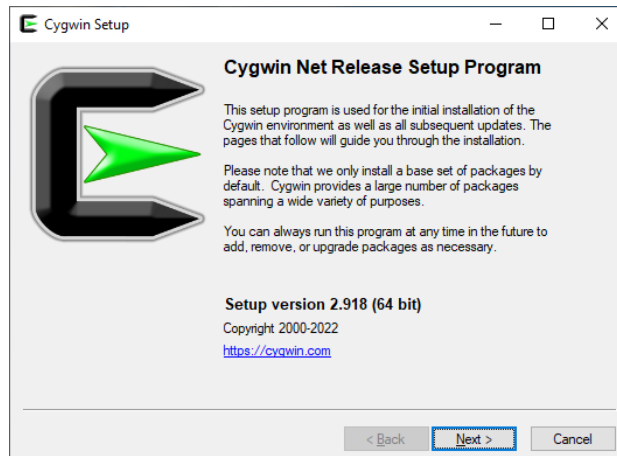 Cygwin Setup
Cygwin Net Release Setup Program
This setup program is used for the initial installation of the
Cygwin environment as well as all subsequent updates. The
pages that follow will guide you through the installation.
Please note that we only install a base set of packages by
default. Cygwin provides a large number of packages
spanning a wide variety of purposes.
You can always run this program at any time in the future to
add, remove, or upgrade packages as necessary.
Setup version 2.918 (64 bit)
Copyright 2000-2022
https://cygwin.com
< Back Next > Cancel